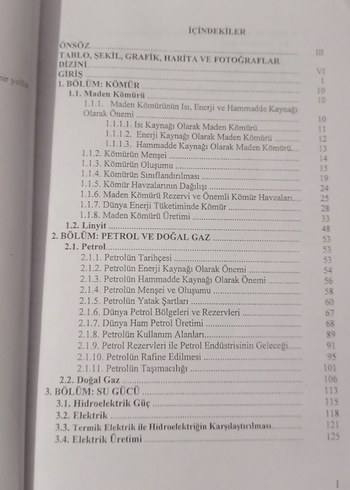 İÇİNDEKİLER
ÖNSÖZ ..... III
TABLO, ŞEKİL, GRAFİK, HARİTA VE FOTOĞRAFLAR
DİZİNİ ..... VI
GİRİŞ ..... 1
1. BÖLÜM: KÖMÜR ..... 10
1.1. Maden Kömürü ..... 10
1.1.1. Maden Kömürünün Isı, Enerji ve Hammadde Kaynağı
Olarak Önemi ..... 10
1.1.1.1. Isı Kaynağı Olarak Maden Kömürü ..... 11
1.1.1.2. Enerji Kaynağı Olarak Maden Kömürü ..... 12
1.1.1.3. Hammadde Kaynağı Olarak Maden Kömürü.... 13
1.1.2. Kömürün Menşei ..... 14
1.1.3. Kömürün Oluşumu ..... 15
1.1.4. Kömürün Sınıflandırılması ..... 19
1.1.5. Kömür Havzalarının Dağılışı ..... 24
1.1.6. Maden Kömürü Rezervi ve Önemli Kömür Havzaları.... 25
1.1.7. Dünya Enerji Tüketiminde Kömür ..... 28
1.1.8. Maden Kömürü Üretimi ..... 33
1.2. Linyit ..... 48
2. BÖLÜM: PETROL VE DOĞAL GAZ ..... 53
2.1. Petrol ..... 53
2.1.1. Petrolün Tarihçesi ..... 53
2.1.2. Petrolün Enerji Kaynağı Olarak Önemi ..... 54
2.1.3. Petrolün Hammadde Kaynağı Olarak Önemi ..... 56
2.1.4. Petrolün Menşei ve Oluşumu ..... 58
2.1.5. Petrolün Yatak Şartları ..... 60
2.1.6. Dünya Petrol Bölgeleri ve Rezervleri ..... 63
2.1.7. Dünya Ham Petrol Üretimi ..... 68
2.1.8. Petrolün Kullanım Alanları ..... 89
2.1.9. Petrol Rezervleri ile Petrol Endüstrisinin Geleceği .... 91
2.1.10. Petrolün Rafine Edilmesi ..... 95
2.1.11. Petrolün Taşımacılığı ..... 101
2.2. Doğal Gaz ..... 106
3. BÖLÜM: SU GÜCÜ ..... 113
3.1. Hidroelektrik Güç ..... 115
3.2. Elektrik ..... 118
3.3. Termik Elektrik ile Hidroelektriğin Karşılaştırılması ..... 121
3.4. Elektrik Üretimi ..... 125
I